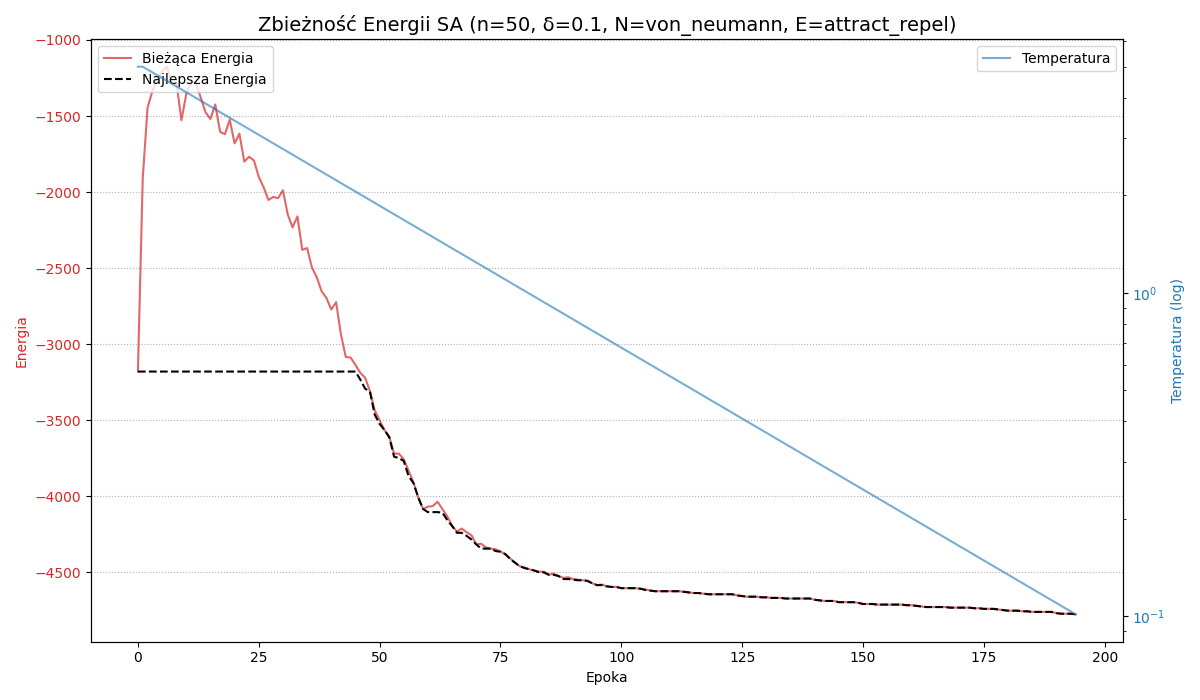 Zbieżność Energii SA (n=50, δ=0.1, N=von_neumann, E=attract_repel)
Bieżąca Energia
Najlepsza Energia
Temperatura
−1000
−1500
−2000
−2500
−3000
−3500
−4000
−4500
Energia
10⁰
10⁻¹
Temperatura (log)
0 25 50 75 100 125 150 175 200
Epoka